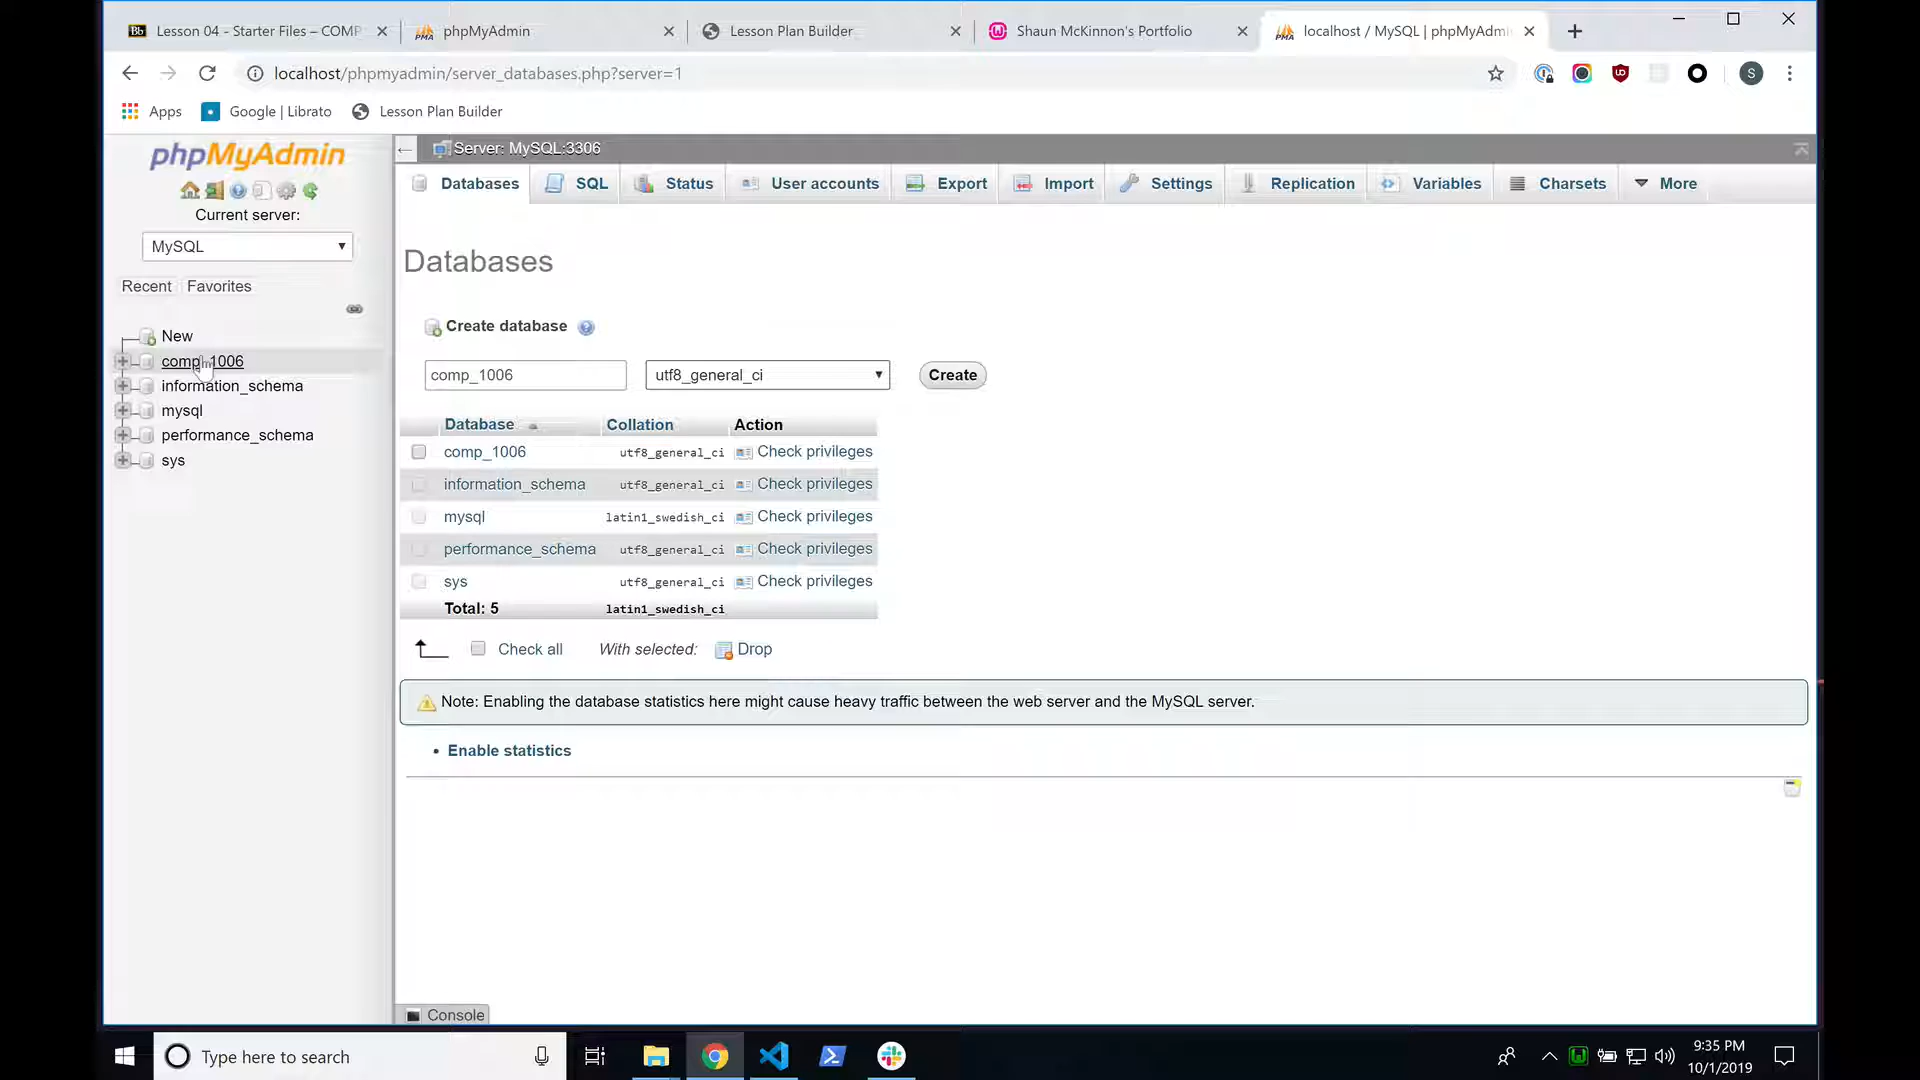 Lesson 04 - Starter Files – COMP
phpMyAdmin
Lesson Plan Builder
Shaun McKinnon's Portfolio
localhost / MySQL | phpMyAdmi
localhost/phpmyadmin/server_databases.php?server=1
S
Apps
Google | Librato
Lesson Plan Builder
phpMyAdmin
Current server:
MySQL
Recent Favorites
New
comp_1006
information_schema
mysql
performance_schema
sys
Server: MySQL:3306
Databases SQL Status User accounts Export Import Settings Replication Variables Charsets More
Databases
Create database
comp_1006 utf8_general_ci Create
Database Collation Action
comp_1006 utf8_general_ci Check privileges
information_schema utf8_general_ci Check privileges
mysql latin1_swedish_ci Check privileges
performance_schema utf8_general_ci Check privileges
sys utf8_general_ci Check privileges
Total: 5 latin1_swedish_ci
Check all With selected: Drop
Note: Enabling the database statistics here might cause heavy traffic between the web server and the MySQL server.
• Enable statistics
Console
Type here to search
9:35 PM
10/1/2019